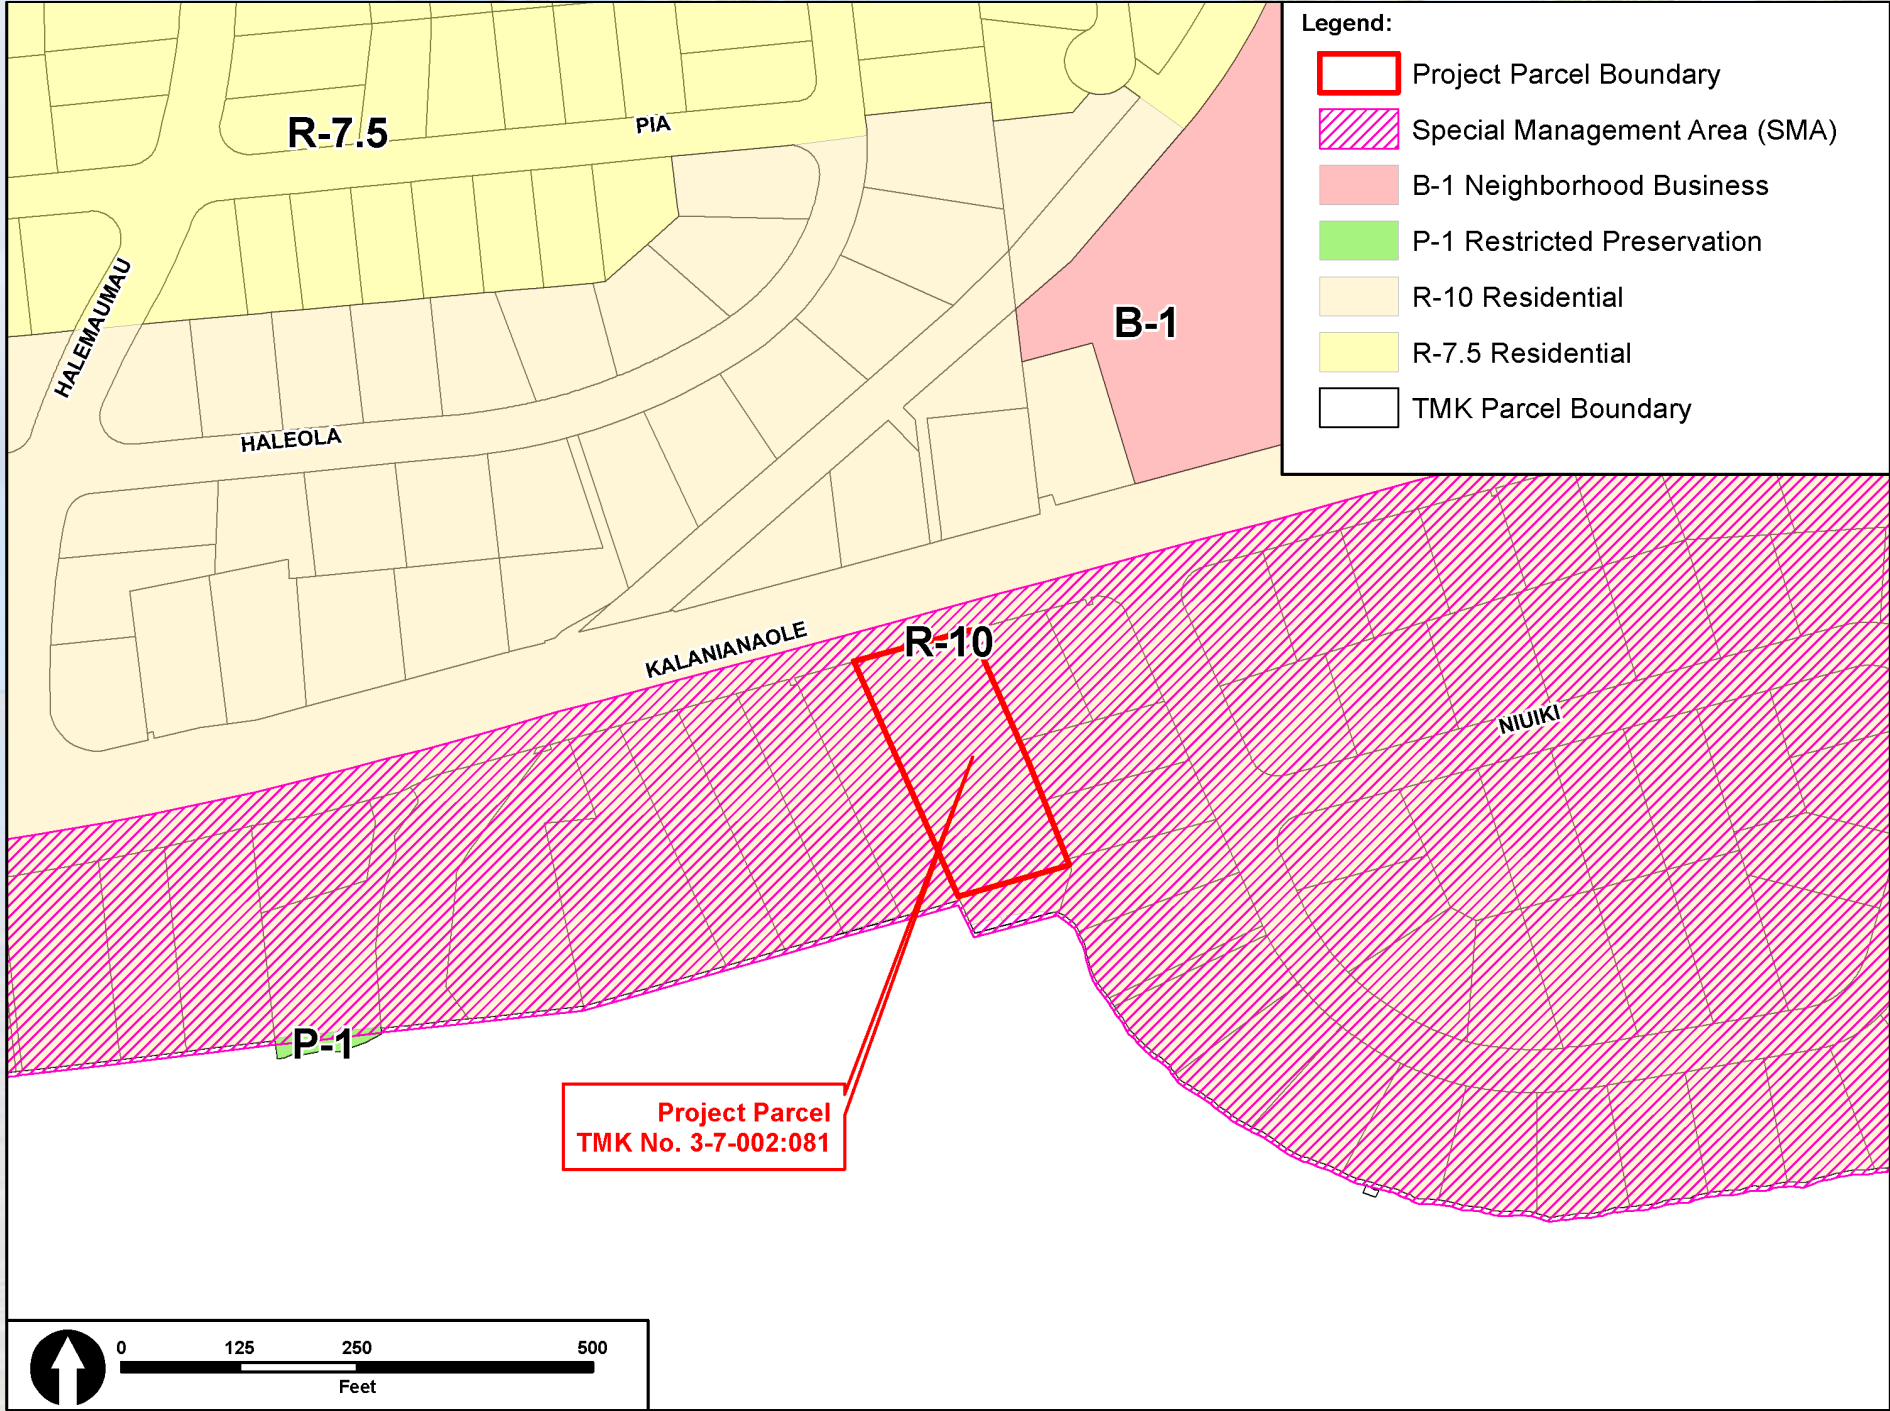 Legend:
Project Parcel Boundary
Special Management Area (SMA)
B-1 Neighborhood Business
P-1 Restricted Preservation
R-10 Residential
R-7.5 Residential
TMK Parcel Boundary
R-7.5
PIA
HALEMAUMAU
B-1
HALEOLA
KALANIANAOLE
R-10
NIUIKI
P-1
Project Parcel
TMK No. 3-7-002:081
0 125 250 500
Feet